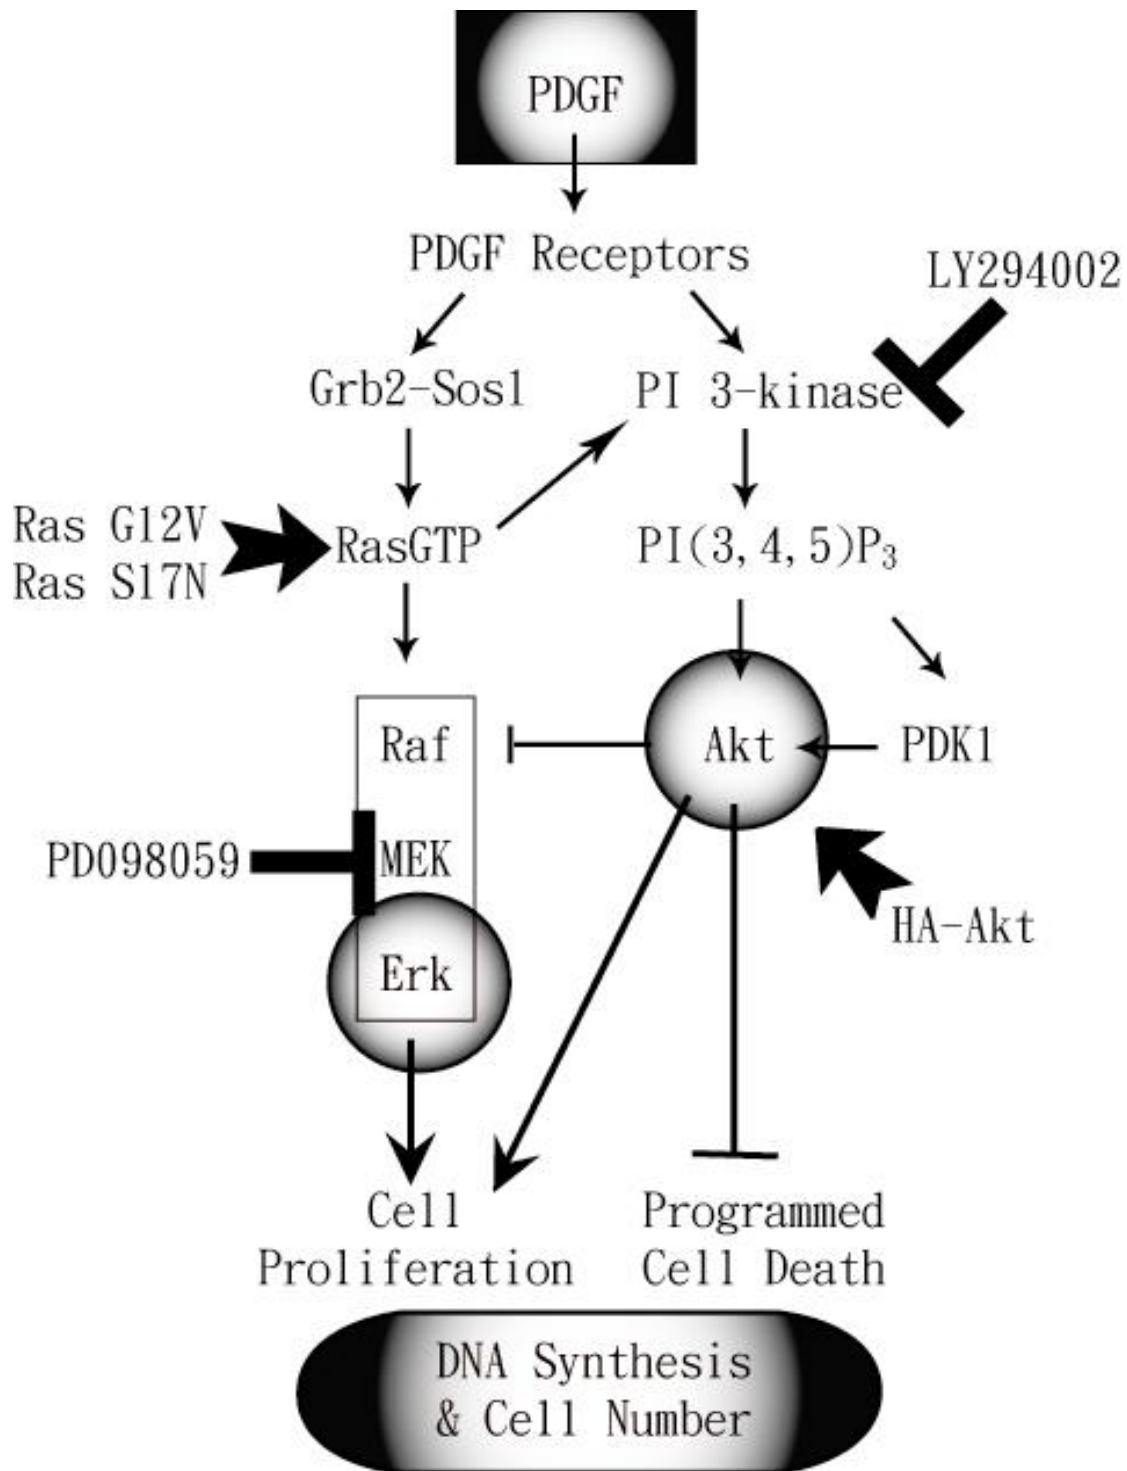 PDGF
PDGF Receptors
LY294002
Grb2-Sos1
PI 3-kinase
Ras G12V
Ras S17N
RasGTP
PI(3,4,5)P₃
Raf
Akt
PDK1
PD098059
MEK
HA-Akt
Erk
Cell
Proliferation
Programmed
Cell Death
DNA Synthesis
& Cell Number